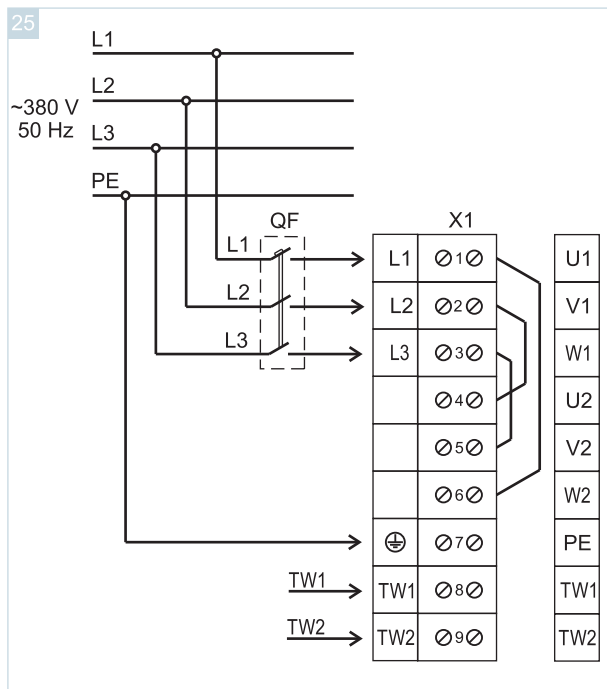 25
L1
L2
~380 V
50 Hz
L3
PE
QF
X1
L1
L1
1
U1
L2
L2
2
V1
L3
L3
3
W1
4
U2
5
V2
6
W2
7
PE
TW1
TW1
8
TW1
TW2
TW2
9
TW2